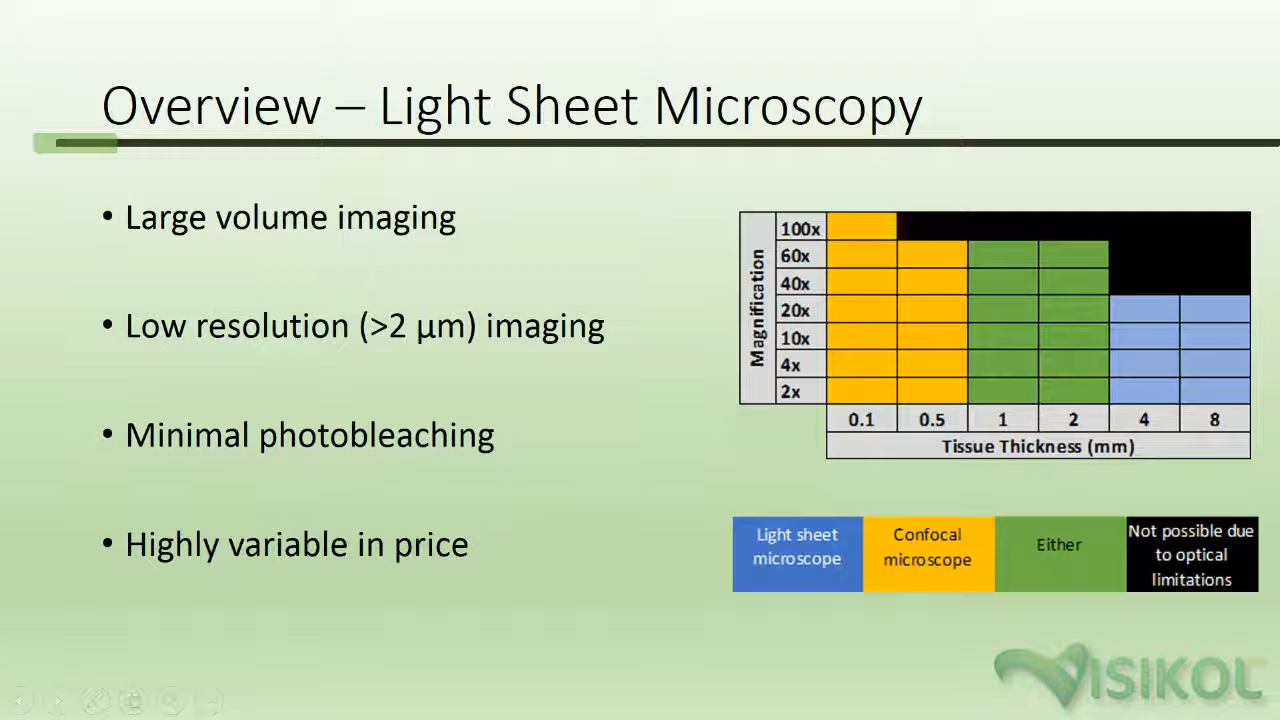 Overview – Light Sheet Microscopy
• Large volume imaging
• Low resolution (>2 µm) imaging
• Minimal photobleaching
• Highly variable in price
Magnification
100x
60x
40x
20x
10x
4x
2x
0.1 0.5 1 2 4 8
Tissue Thickness (mm)
Light sheet
microscope
Confocal
microscope
Either
Not possible due
to optical
limitations
VISIKOL